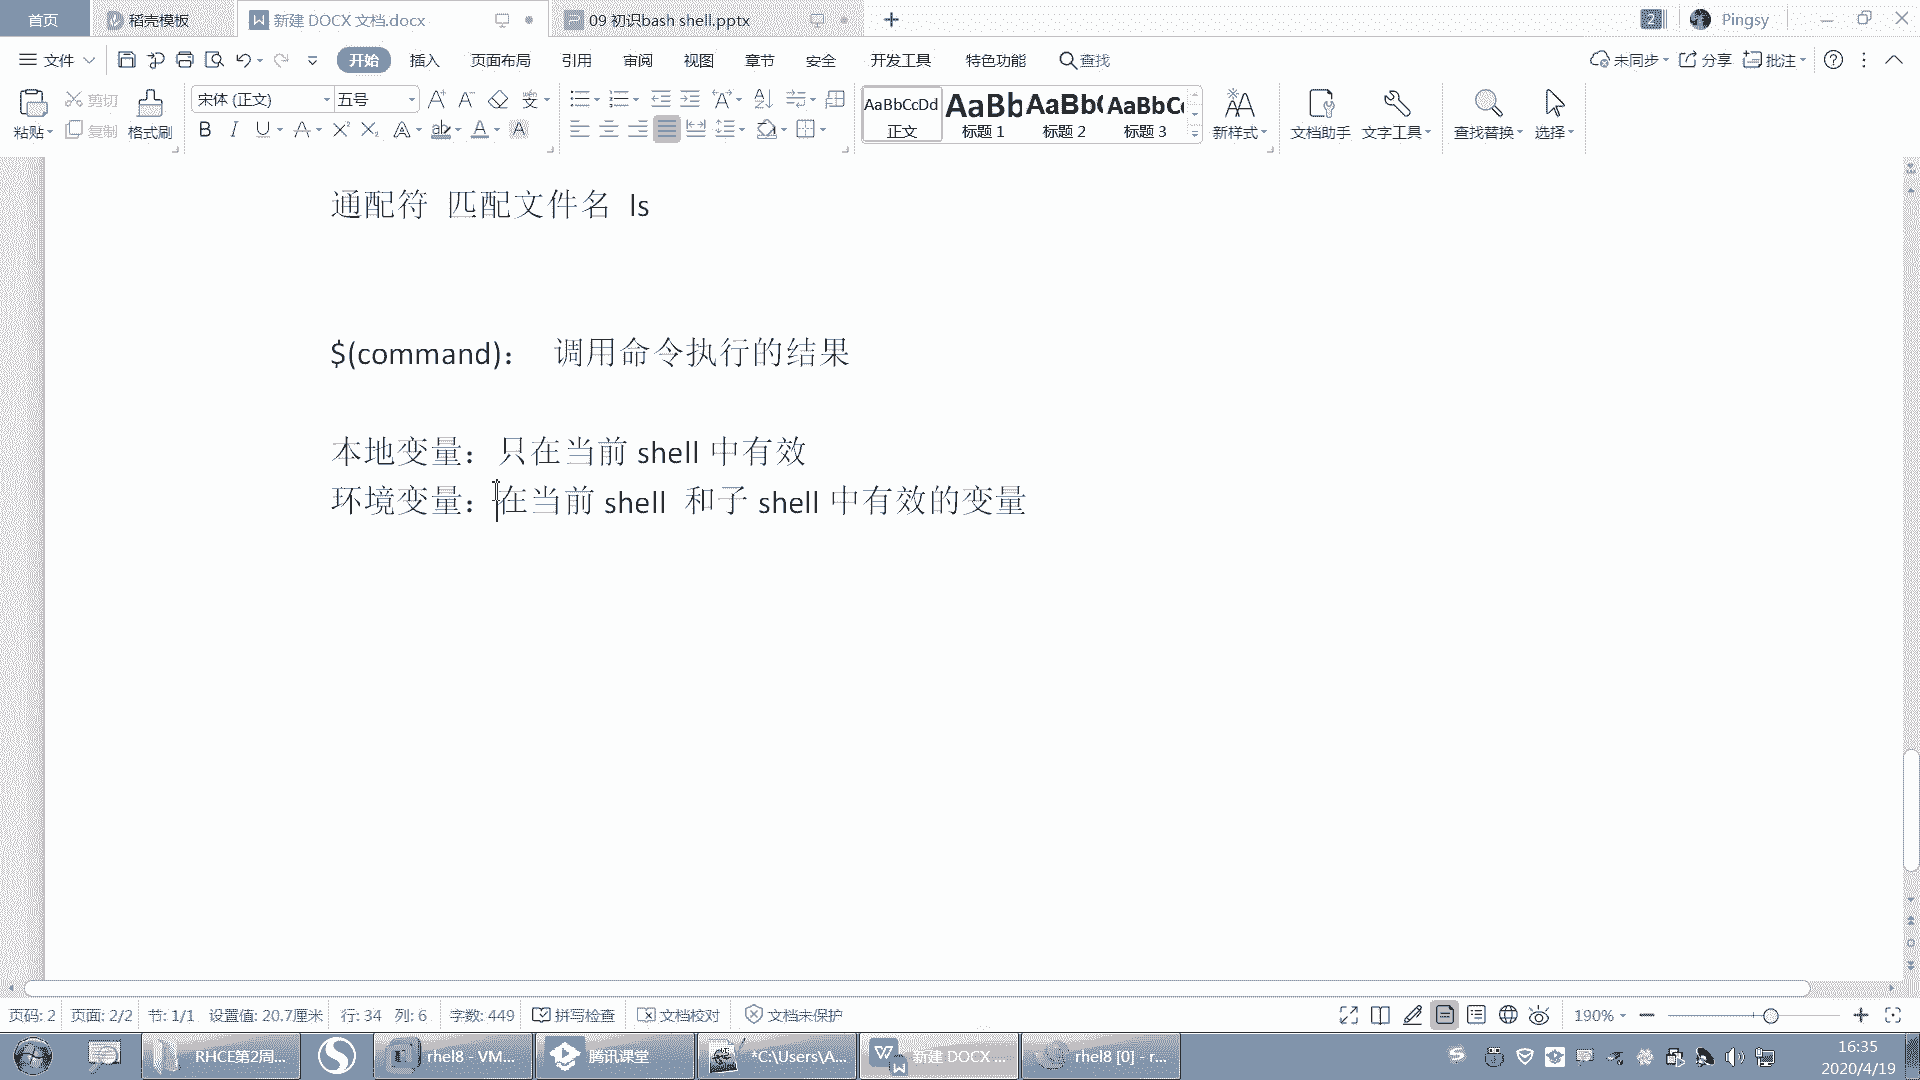 首页 稻壳模板 新建 DOCX 文档.docx 09 初识bash shell.pptx 2 Pingsy
文件 开始 插入 页面布局 引用 审阅 视图 章节 安全 开发工具 特色功能 查找 未同步 分享 批注
粘贴 剪切 复制 格式刷 宋体 (正文) 五号
AaBbCcDd 正文 AaBb 标题 1 AaBb( 标题 2 AaBbC 标题 3 新样式 文档助手 文字工具 查找替换 选择
通配符 匹配文件名 ls
$(command)： 调用命令执行的结果
本地变量：只在当前 shell 中有效
环境变量：在当前 shell 和子 shell 中有效的变量
页码: 2 页面: 2/2 节: 1/1 设置值: 20.7厘米 行: 34 列: 6 字数: 449 拼写检查 文档校对 文档未保护 190%
RHCE第2周... rhel8 - VM... 腾讯课堂 *C:\Users\A... 新建 DOCX ... rhel8 [0] - r... 16:35
2020/4/19